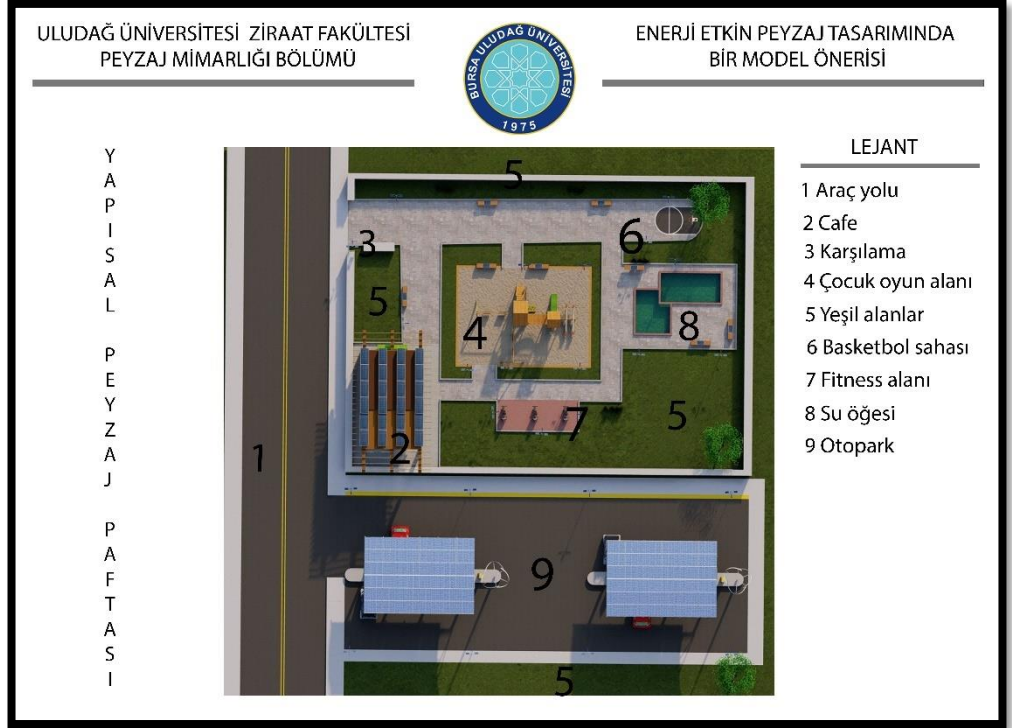 ULUDAĞ ÜNİVERSİTESİ ZİRAAT FAKÜLTESİ
PEYZAJ MİMARLIĞI BÖLÜMÜ
BURSA ULUDAĞ ÜNİVERSİTESİ
1975
ENERJİ ETKİN PEYZAJ TASARIMINDA
BİR MODEL ÖNERİSİ
YAPISAL PEYZAJ PAFTASI
5
3
6
5
4
8
5
7
2
1
9
5
LEJANT
1 Araç yolu
2 Cafe
3 Karşılama
4 Çocuk oyun alanı
5 Yeşil alanlar
6 Basketbol sahası
7 Fitness alanı
8 Su öğesi
9 Otopark